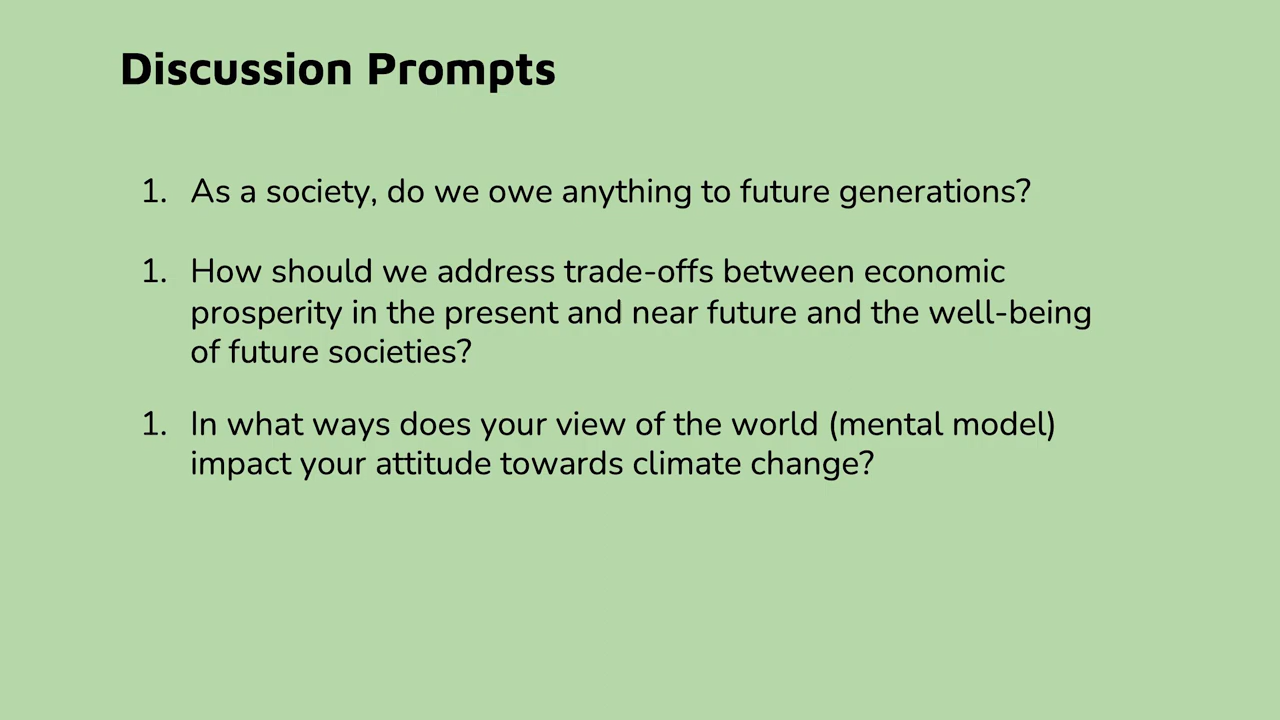 Discussion Prompts
1. As a society, do we owe anything to future generations?
1. How should we address trade-offs between economic
prosperity in the present and near future and the well-being
of future societies?
1. In what ways does your view of the world (mental model)
impact your attitude towards climate change?